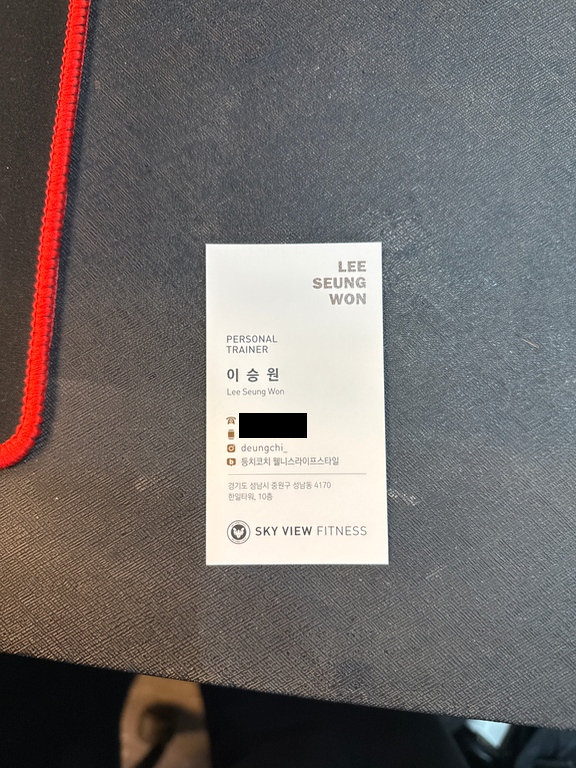 LEE
SEUNG
WON
PERSONAL
TRAINER
이승원
Lee Seung Won
deungchi_
b 등치코치 웰니스라이프스타일
경기도 성남시 중원구 성남동 4170
한일타워, 10층
SKY VIEW FITNESS